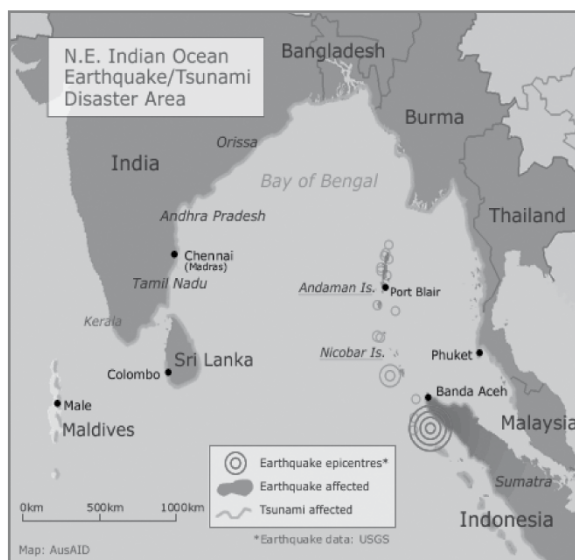 N.E. Indian Ocean
Earthquake/Tsunami
Disaster Area
Bangladesh
Burma
Orissa
India
Bay of Bengal
Thailand
Andhra Pradesh
Chennai
(Madras)
Tamil Nadu
Andaman Is.
Port Blair
Kerala
Sri Lanka
Nicobar Is.
Phuket
Colombo
Banda Aceh
Male
Malaysia
Maldives
Earthquake epicentres*
Earthquake affected
Tsunami affected
Sumatra
0km
500km
1000km
Indonesia
*Earthquake data: USGS
Map: AusAID